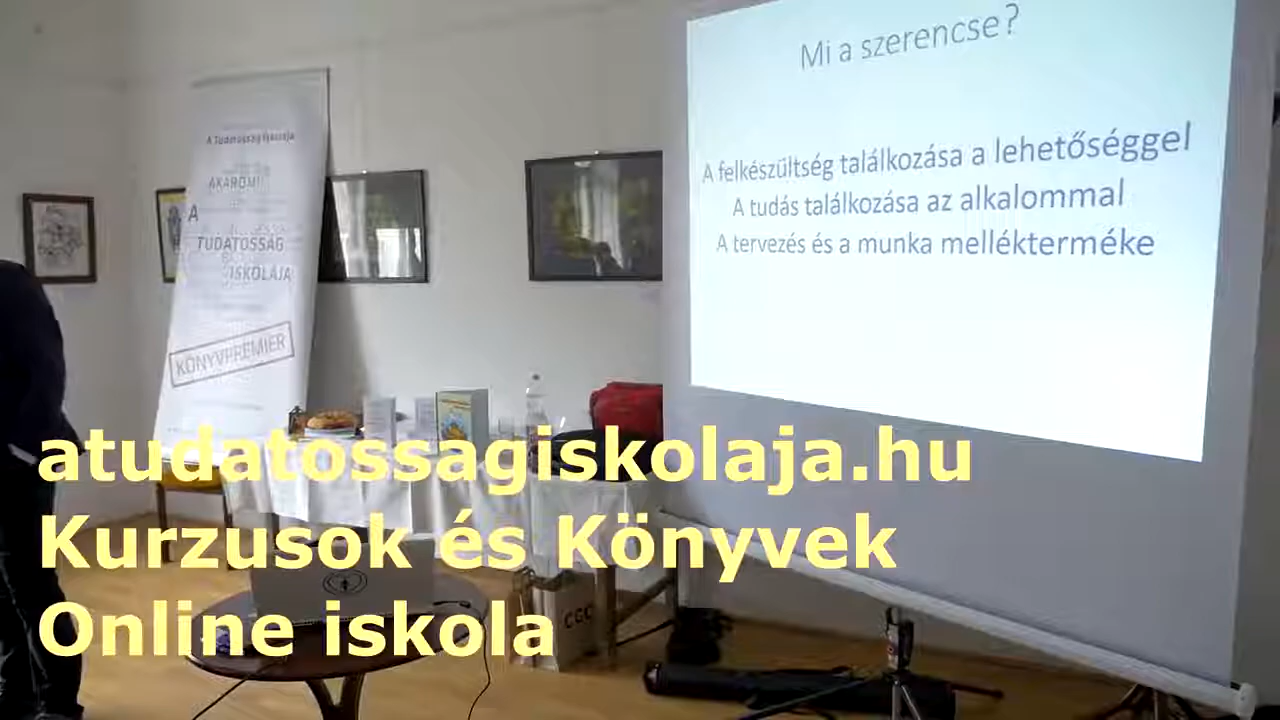 Mi a szerencse?
A felkészültség találkozása a lehetőséggel
A tudás találkozása az alkalommal
A tervezés és a munka mellékterméke
A Tudatosság Iskolája
AKAROM!
A
TUDATOSSÁG
ISKOLÁJA
KÖNYVPREMIER
atudatossagiskolaja.hu
Kurzusok és Könyvek
Online iskola
CGC